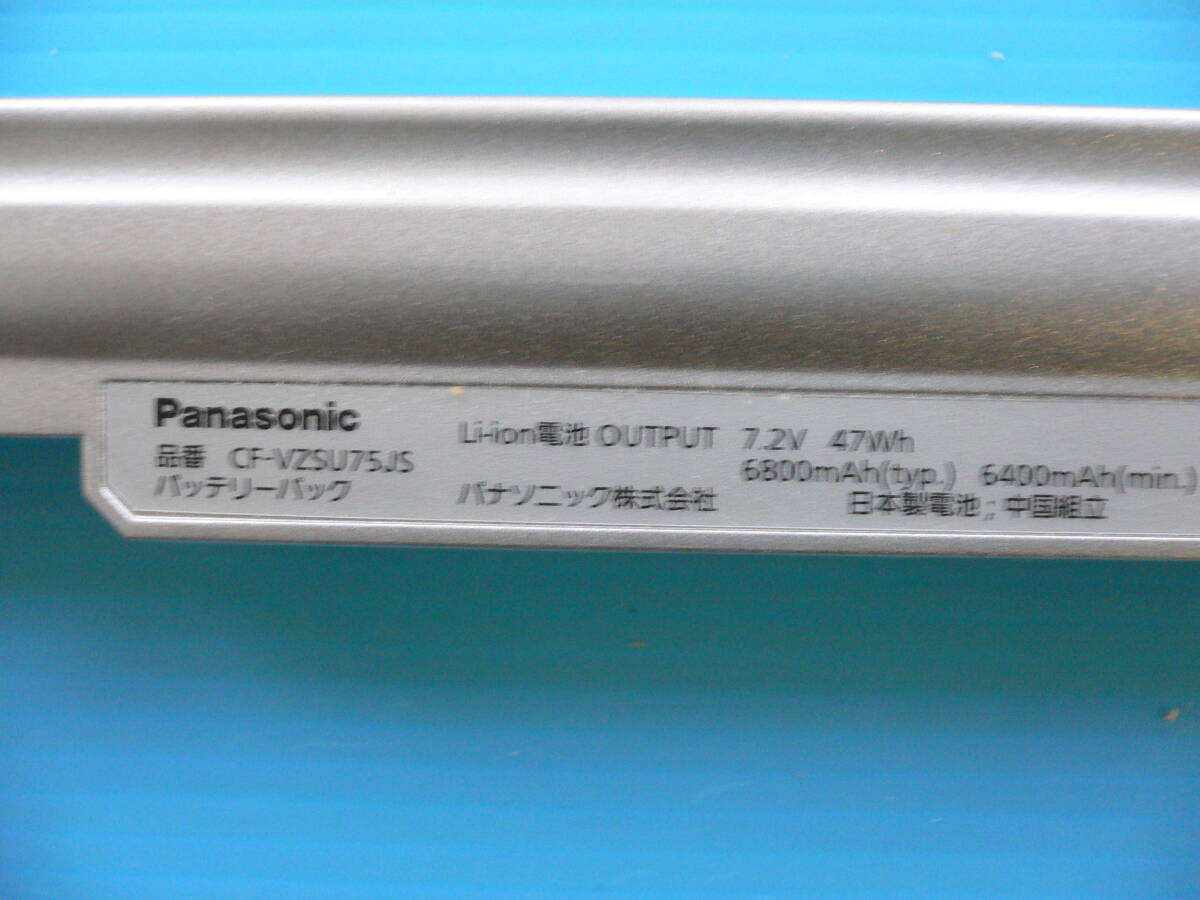 Panasonic
品番 CF-VZSU75JS
バッテリーパック
Li-ion電池 OUTPUT 7.2V 47Wh
6800mAh(typ.) 6400mAh(min.)
パナソニック株式会社 日本製電池；中国組立